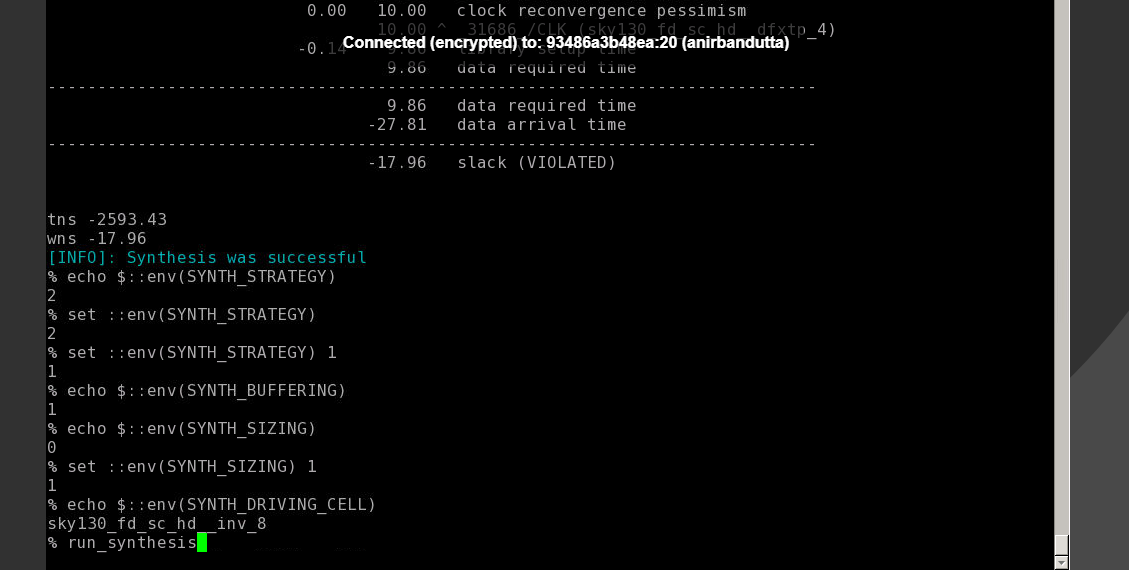 0.00   10.00   clock reconvergence pessimism
10.00 ^ _31686_/CLK (sky130_fd_sc_hd__dfxtp_4)
Connected (encrypted) to: 93486a3b48ea:20 (anirbandutta)
-0.14    9.86   library setup time
9.86   data required time
-----------------------------------------------------------------------------
9.86   data required time
-27.81   data arrival time
-----------------------------------------------------------------------------
-17.96   slack (VIOLATED)
tns -2593.43
wns -17.96
[INFO]: Synthesis was successful
% echo $::env(SYNTH_STRATEGY)
2
% set ::env(SYNTH_STRATEGY)
2
% set ::env(SYNTH_STRATEGY) 1
1
% echo $::env(SYNTH_BUFFERING)
1
% echo $::env(SYNTH_SIZING)
0
% set ::env(SYNTH_SIZING) 1
1
% echo $::env(SYNTH_DRIVING_CELL)
sky130_fd_sc_hd__inv_8
% run_synthesis